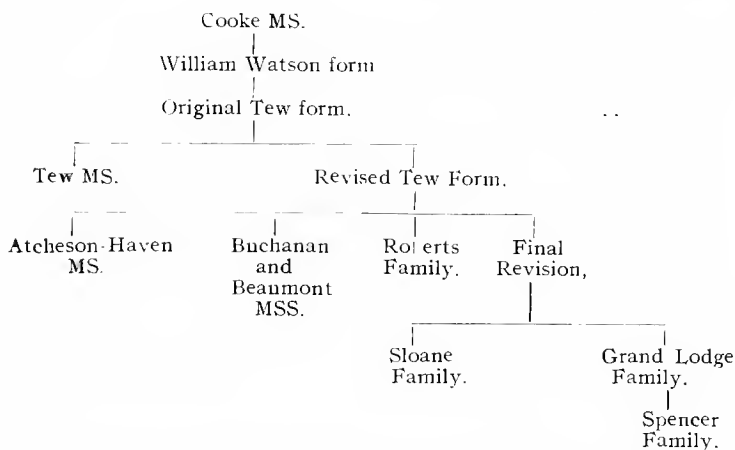 Cooke MS.
William Watson form
Original Tew form.
Tew MS. Revised Tew Form.
Atcheson-Haven Buchanan Roberts Final
MS. and Family. Revision,
Beaumont
MSS.
Sloane Grand Lodge
Family. Family.
Spencer
Family.